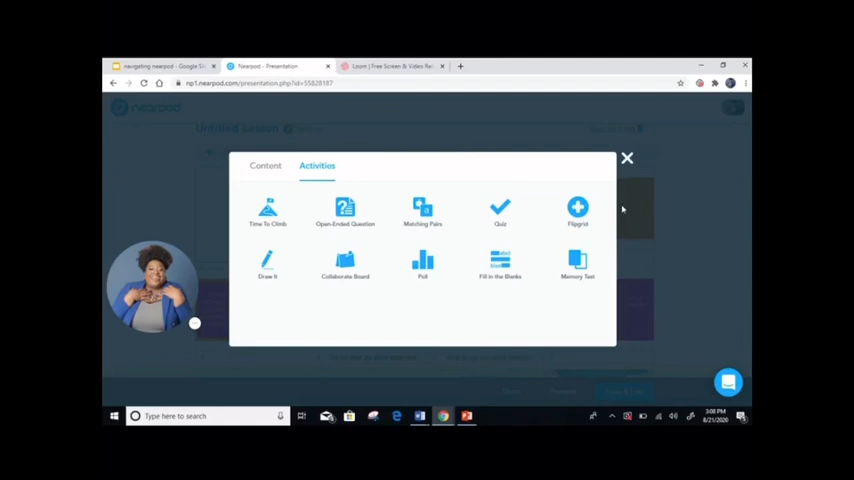 navigating nearpod - Google Slid
Nearpod - Presentation
Loom | Free Screen & Video Re
np1.nearpod.com/presentation.php?id=55828187
nearpod
Untitled Lesson
Content
Activities
Time To Climb
Open-Ended Question
Matching Pairs
Quiz
Flipgrid
Draw It
Collaborate Board
Poll
Fill in the Blanks
Memory Test
Type here to search
3:08 PM
8/21/2020